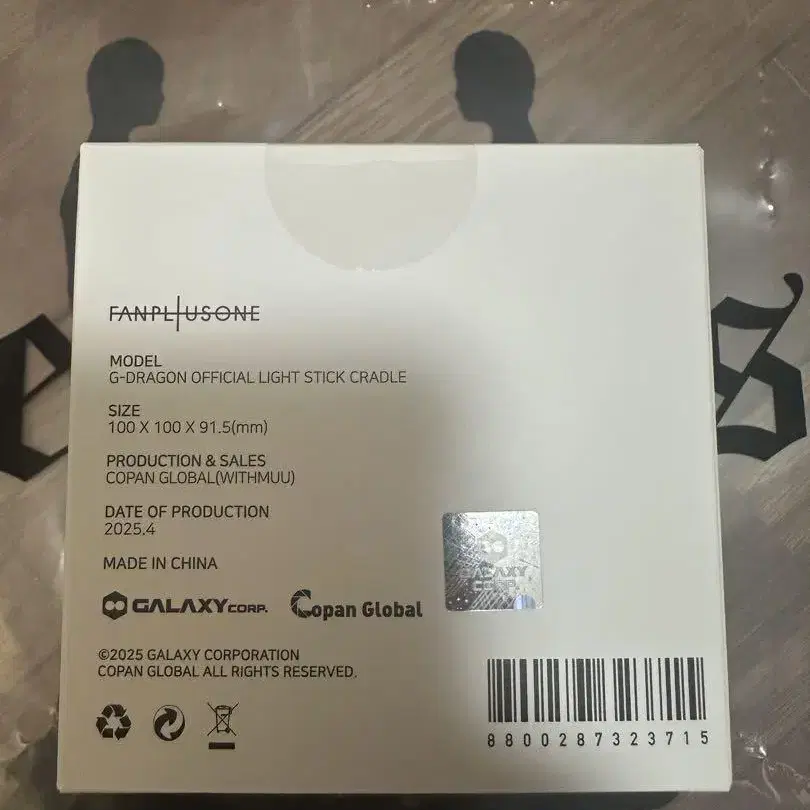 FANPLUSONE
MODEL
G-DRAGON OFFICIAL LIGHT STICK CRADLE
SIZE
100 X 100 X 91.5(mm)
PRODUCTION & SALES
COPAN GLOBAL(WITHMUU)
DATE OF PRODUCTION
2025.4
MADE IN CHINA
GALAXY CORP.
Copan Global
GALAXY
CORP.
©2025 GALAXY CORPORATION
COPAN GLOBAL ALL RIGHTS RESERVED.
8800287323715
e
s